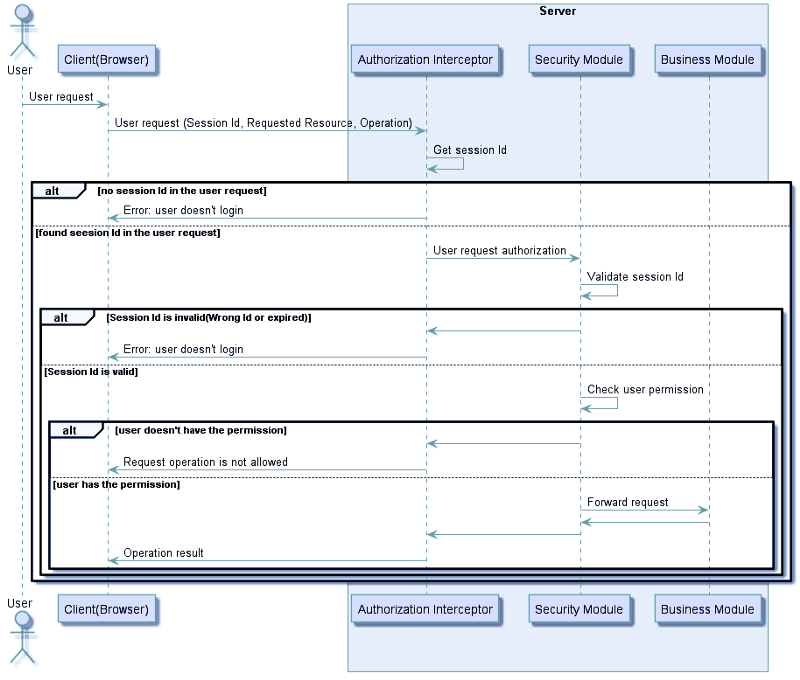 Server
User
Client(Browser)
Authorization Interceptor
Security Module
Business Module
User request
User request (Session Id, Requested Resource, Operation)
Get session Id
alt
[no session Id in the user request]
Error: user doesn't login
[found seesion Id in the user request]
User request authorization
Validate session Id
alt
[Session Id is invalid(Wrong Id or expired)]
Error: user doesn't login
[Session Id is valid]
Check user permission
alt
[user doesn't have the permission]
Request operation is not allowed
[user has the permission]
Forward request
Operation result
User
Client(Browser)
Authorization Interceptor
Security Module
Business Module